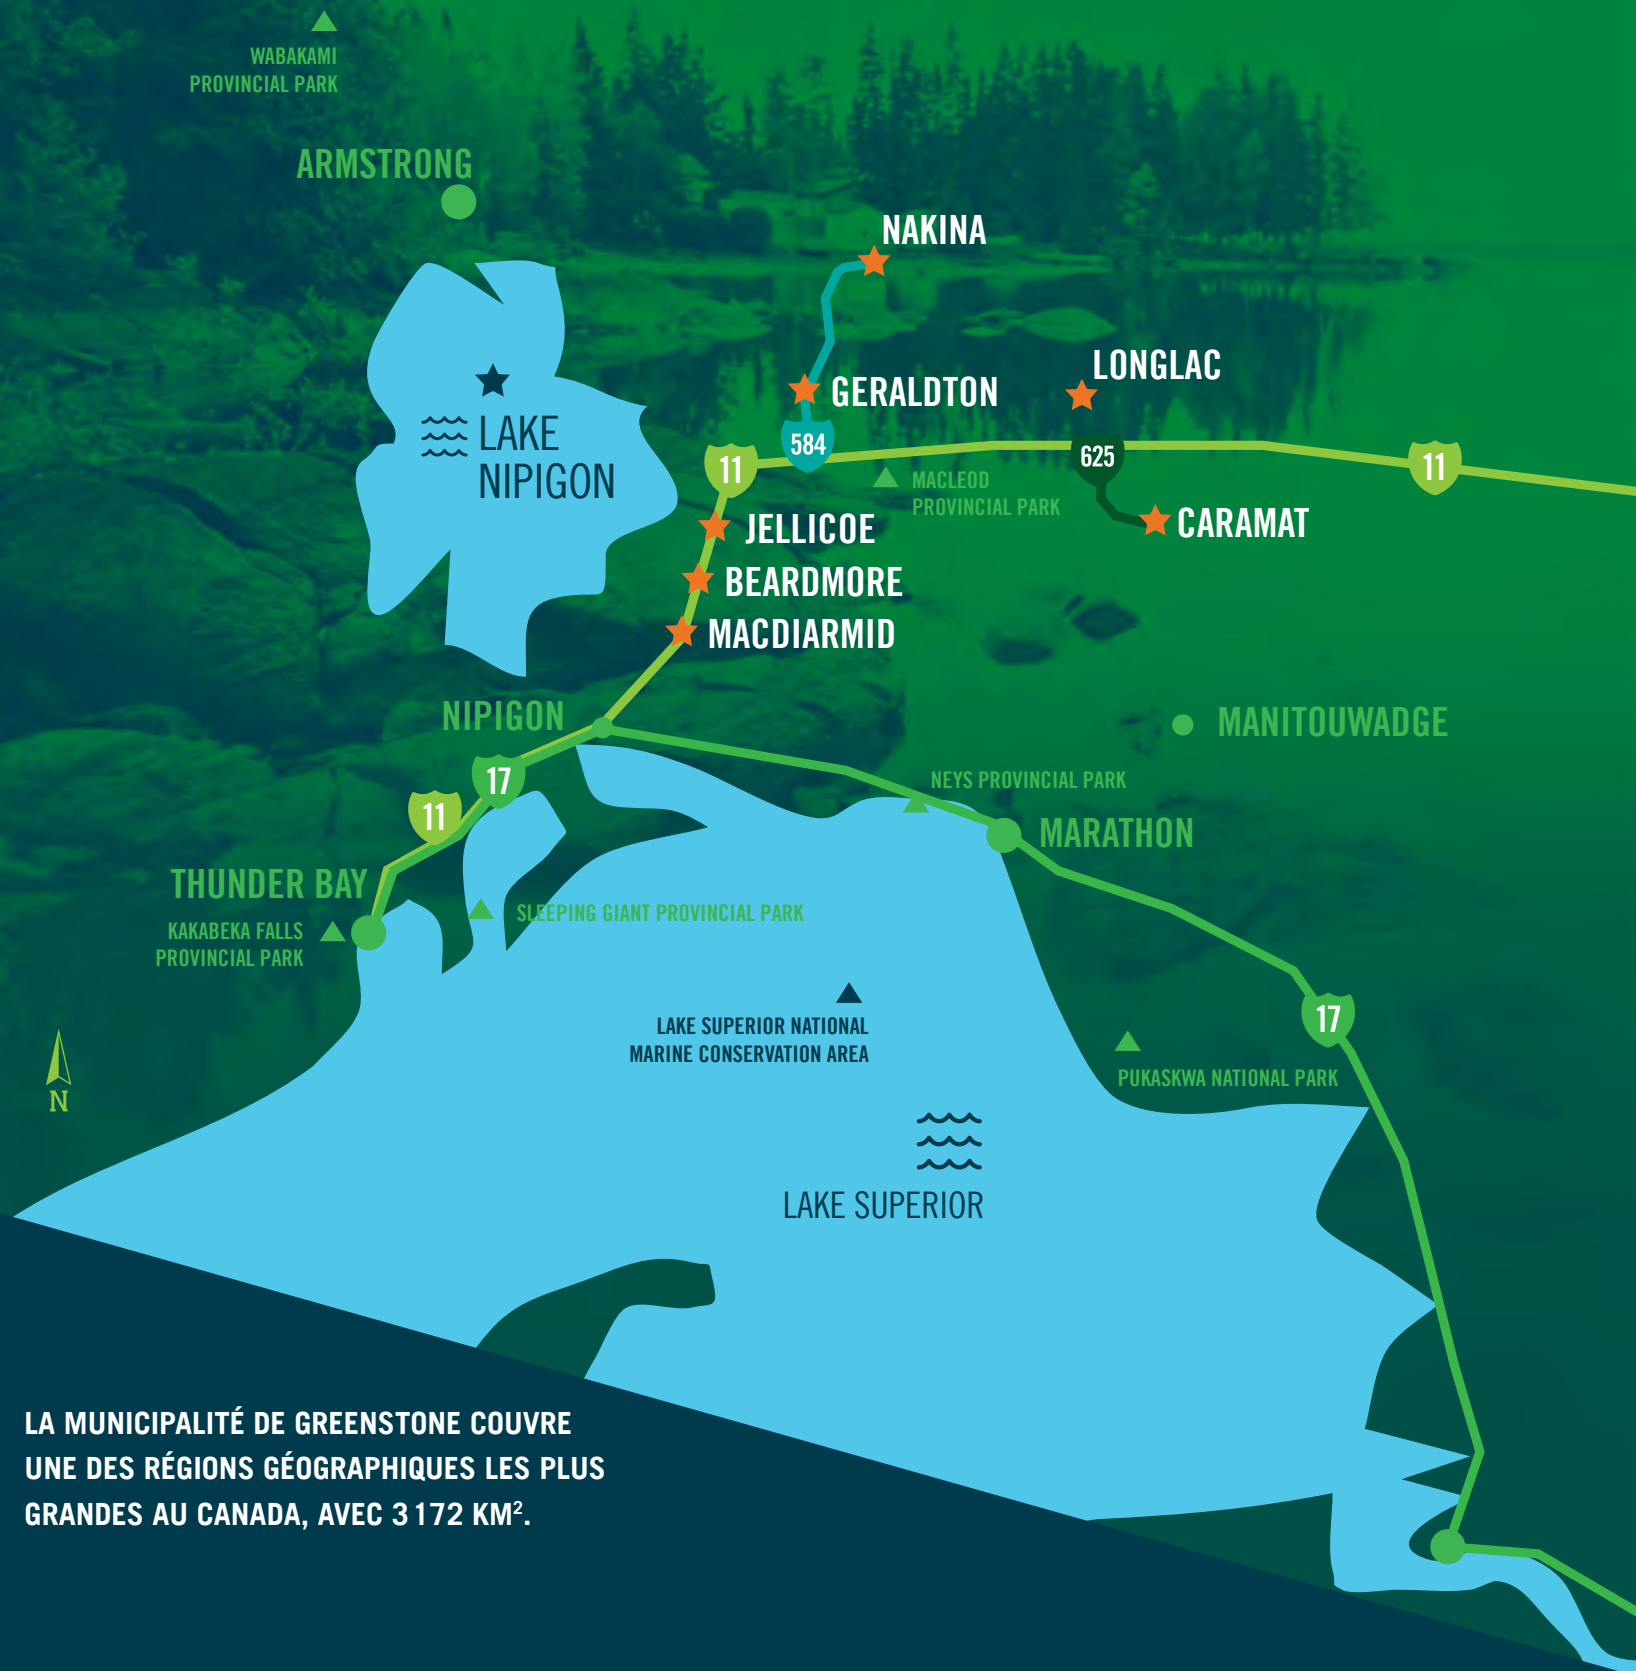 WABAKAMI
PROVINCIAL PARK
ARMSTRONG
NAKINA
LONGLAC
GERALDTON
LAKE
NIPIGON
584
11
625
11
MACLEOD
PROVINCIAL PARK
JELLICOE
CARAMAT
BEARDMORE
MACDIARMID
NIPIGON
MANITOUWADGE
17
NEYS PROVINCIAL PARK
11
MARATHON
THUNDER BAY
SLEEPING GIANT PROVINCIAL PARK
KAKABEKA FALLS
PROVINCIAL PARK
LAKE SUPERIOR NATIONAL
MARINE CONSERVATION AREA
17
PUKASKWA NATIONAL PARK
N
LAKE SUPERIOR
LA MUNICIPALITÉ DE GREENSTONE COUVRE
UNE DES RÉGIONS GÉOGRAPHIQUES LES PLUS
GRANDES AU CANADA, AVEC 3 172 KM².